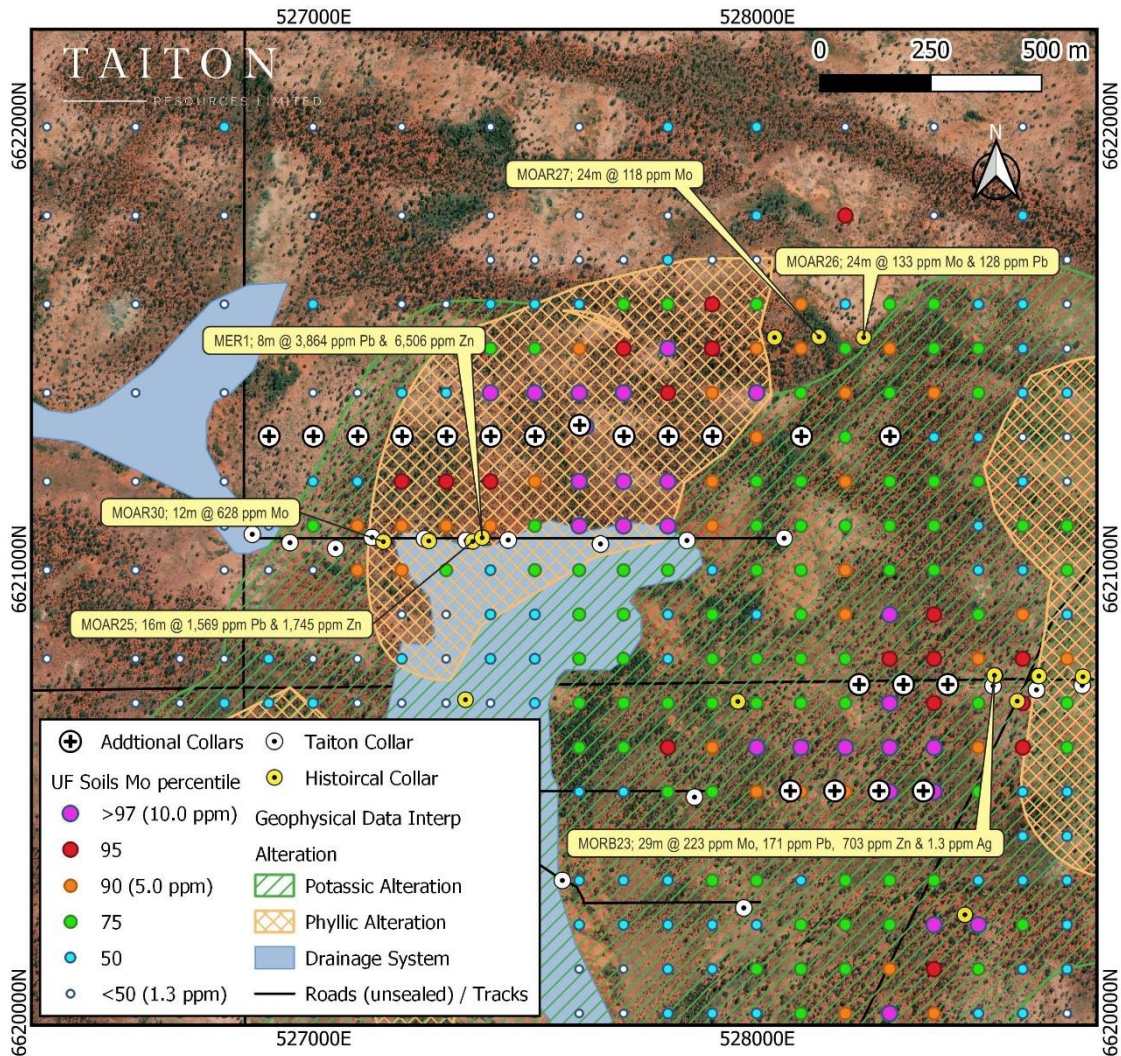 527000E
528000E
TAITON
RESOURCES LIMITED
0 250 500 m
6622000N
6622000N
N
MOAR27; 24m @ 118 ppm Mo
MOAR26; 24m @ 133 ppm Mo & 128 ppm Pb
MER1; 8m @ 3,864 ppm Pb & 6,506 ppm Zn
MOAR30; 12m @ 628 ppm Mo
6621000N
6621000N
MOAR25; 16m @ 1,569 ppm Pb & 1,745 ppm Zn
Addtional Collars
Taiton Collar
UF Soils Mo percentile
Histoircal Collar
>97 (10.0 ppm)
Geophysical Data Interp
95
Alteration
90 (5.0 ppm)
Potassic Alteration
75
Phyllic Alteration
50
Drainage System
<50 (1.3 ppm)
Roads (unsealed) / Tracks
MORB23; 29m @ 223 ppm Mo, 171 ppm Pb, 703 ppm Zn & 1.3 ppm Ag
6620000N
6620000N
527000E
528000E